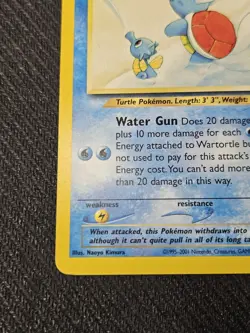 Turtle Pokémon. Length: 3' 3", Weight:
Water Gun Does 20 damage
plus 10 more damage for each
Energy attached to Wartortle bu
not used to pay for this attack's
Energy cost. You can't add more
than 20 damage in this way.
weakness
resistance
When attacked, this Pokémon withdraws into
although it can't quite pull in all of its long ta
Illus. Naoyo Kimura
©1995-2001 Nintendo, Creatures, GAM